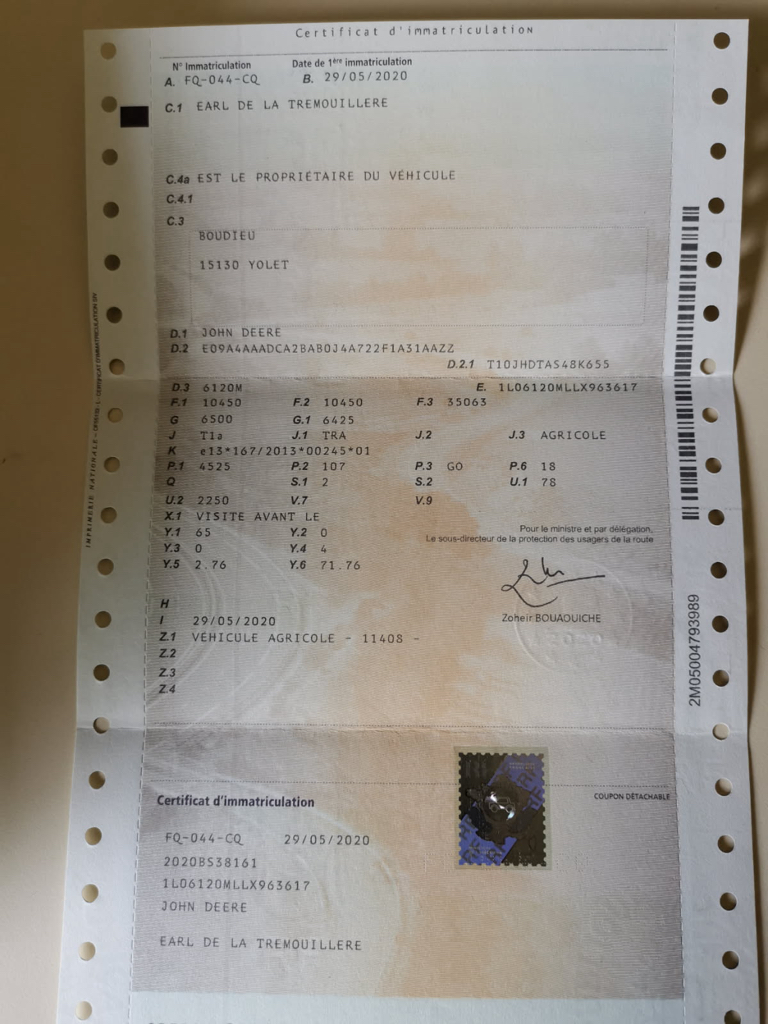 Certificat d'immatriculation
N° Immatriculation Date de 1ère immatriculation
A. FQ-044-CQ B. 29/05/2020
C.1 EARL DE LA TREMOUILLERE
C.4a EST LE PROPRIÉTAIRE DU VÉHICULE
C.4.1
C.3
BOUDIEU
15130 YOLET
D.1 JOHN DEERE
D.2 E09A4AAADCA2BAB0J4A722F1A31AAZZ
D.2.1 T10JHDTAS48K655
D.3 6120M E. 1L06120MLLX963617
F.1 10450 F.2 10450 F.3 35063
G 6500 G.1 6425
J T1a J.1 TRA J.2 J.3 AGRICOLE
K e13*167/2013*00245*01
P.1 4525 P.2 107 P.3 GO P.6 18
Q S.1 2 S.2 U.1 78
U.2 2250 V.7 V.9
X.1 VISITE AVANT LE
Y.1 65 Y.2 0
Y.3 0 Y.4 4
Y.5 2.76 Y.6 71.76
Pour le ministre et par délégation,
Le sous-directeur de la protection des usagers de la route
Zoheir BOUAOUICHE
H
I 29/05/2020
Z.1 VÉHICULE AGRICOLE - 11408 -
Z.2
Z.3
Z.4
2M05004793989
Certificat d'immatriculation
COUPON DÉTACHABLE
FQ-044-CQ 29/05/2020
2020BS38161
1L06120MLLX963617
JOHN DEERE
EARL DE LA TREMOUILLERE